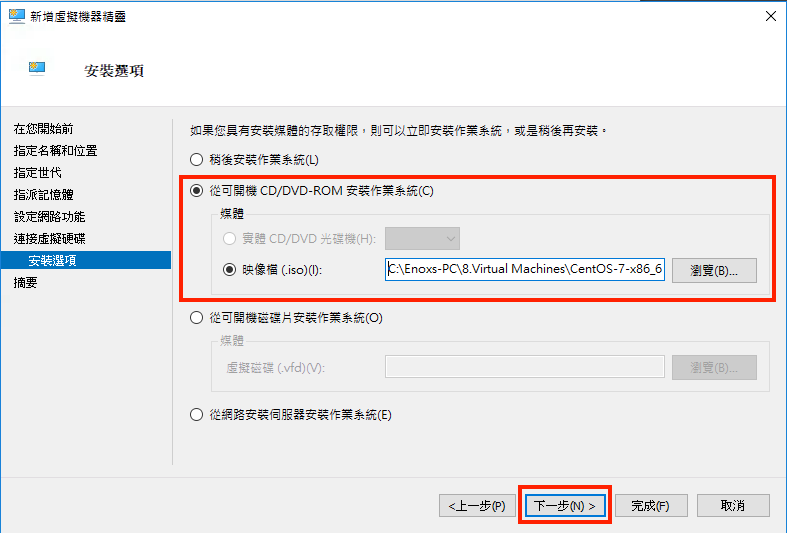 新增虛擬機器精靈
安裝選項
在您開始前
指定名稱和位置
指定世代
指派記憶體
設定網路功能
連接虛擬硬碟
安裝選項
摘要
如果您具有安裝媒體的存取權限，則可以立即安裝作業系統，或是稍後再安裝。
稍後安裝作業系統(L)
從可開機 CD/DVD-ROM 安裝作業系統(C)
媒體
實體 CD/DVD 光碟機(H):
映像檔 (.iso)(I): C:\Enoxs-PC\8.Virtual Machines\CentOS-7-x86_6 瀏覽(B)...
從可開機磁碟片安裝作業系統(O)
媒體
虛擬磁碟 (.vfd)(V): 瀏覽(B)...
從網路安裝伺服器安裝作業系統(E)
<上一步(P) 下一步(N) > 完成(F) 取消